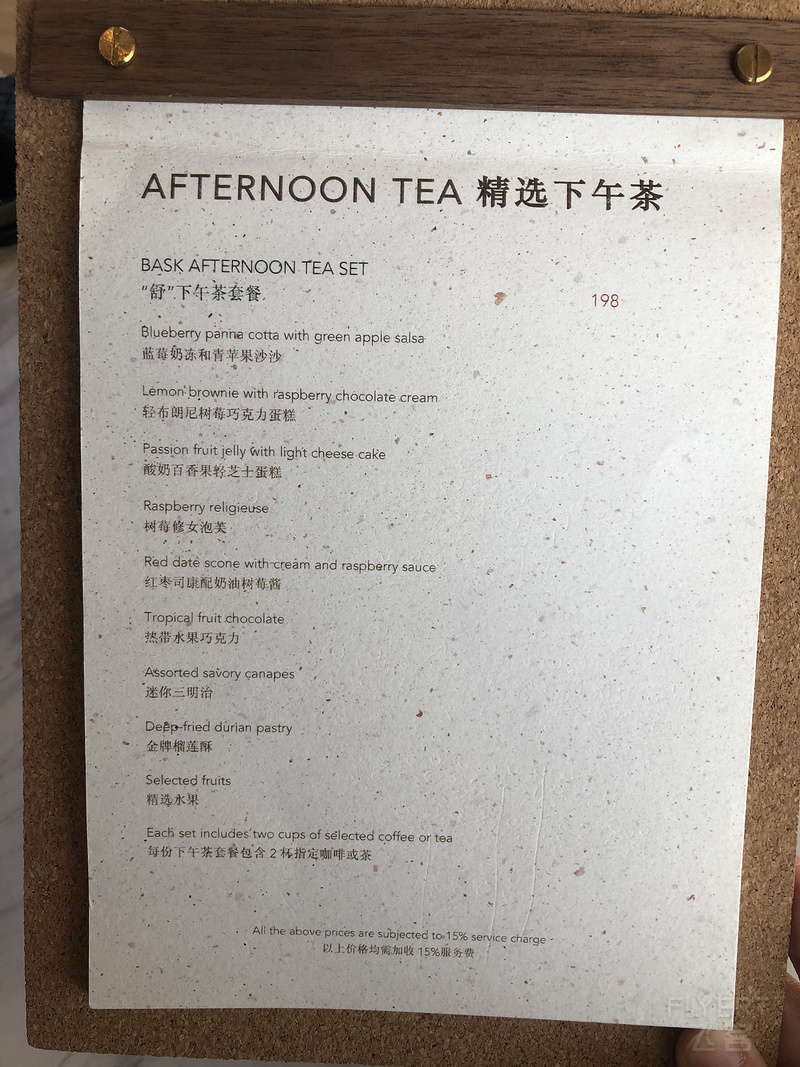 AFTERNOON TEA 精选下午茶
BASK AFTERNOON TEA SET
“舒”下午茶套餐
198
Blueberry panna cotta with green apple salsa
蓝莓奶冻和青苹果沙沙
Lemon brownie with raspberry chocolate cream
轻布朗尼树莓巧克力蛋糕
Passion fruit jelly with light cheese cake
酸奶百香果轻芝士蛋糕
Raspberry religieuse
树莓修女泡芙
Red date scone with cream and raspberry sauce
红枣司康配奶油树莓酱
Tropical fruit chocolate
热带水果巧克力
Assorted savory canapes
迷你三明治
Deep-fried durian pastry
金牌榴莲酥
Selected fruits
精选水果
Each set includes two cups of selected coffee or tea
每份下午茶套餐包含 2 杯指定咖啡或茶
All the above prices are subjected to 15% service charge
以上价格均需加收 15%服务费